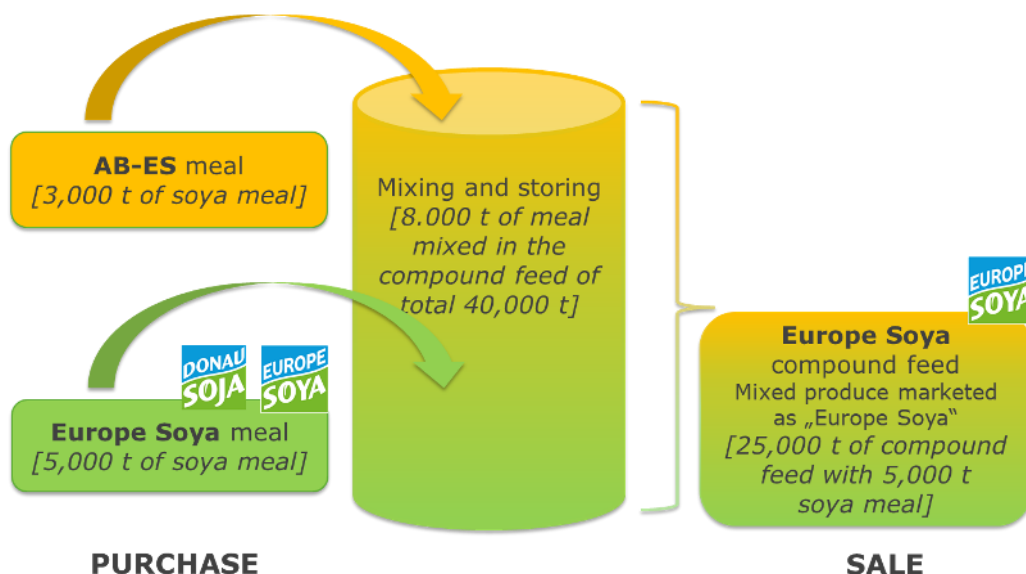 AB-ES meal
[3,000 t of soya meal]
Mixing and storing
[8.000 t of meal
mixed in the
compound feed of
total 40,000 t]
DONAU
SOJA
EUROPE
SOYA
Europe Soya meal
[5,000 t of soya meal]
EUROPE
SOYA
Europe Soya
compound feed
Mixed produce marketed
as „Europe Soya“
[25,000 t of compound
feed with 5,000 t
soya meal]
PURCHASE
SALE